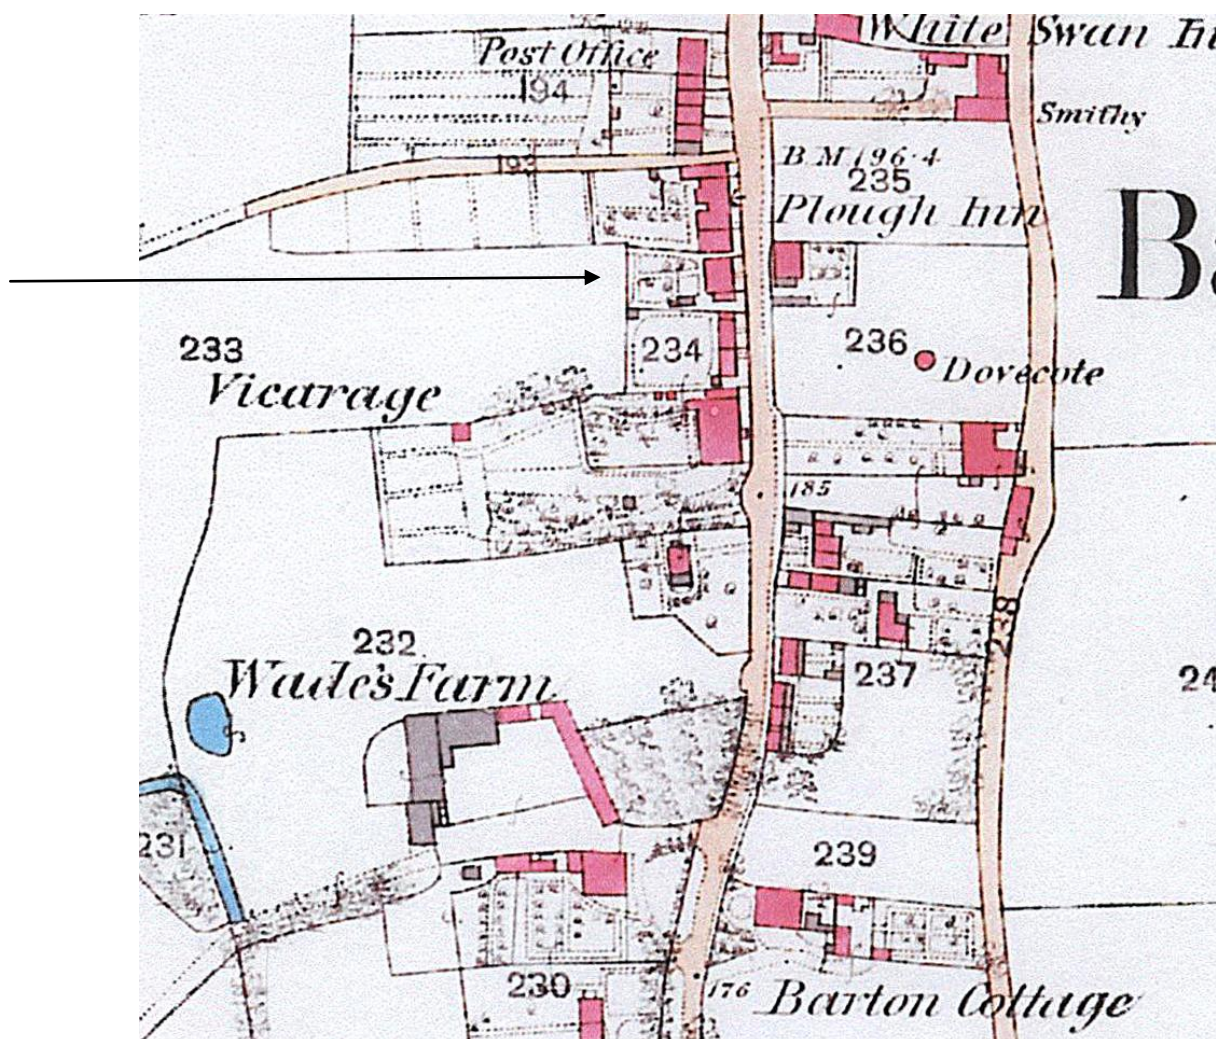 White Swan In
Post Office
194
Smithy
193
B.M 196·4
235
Plough Inn
Ba
233
234
236
Dovecote
Vicarage
185
238
232
Wade's Farm
237
24
231
239
230
176
Barton Cottage